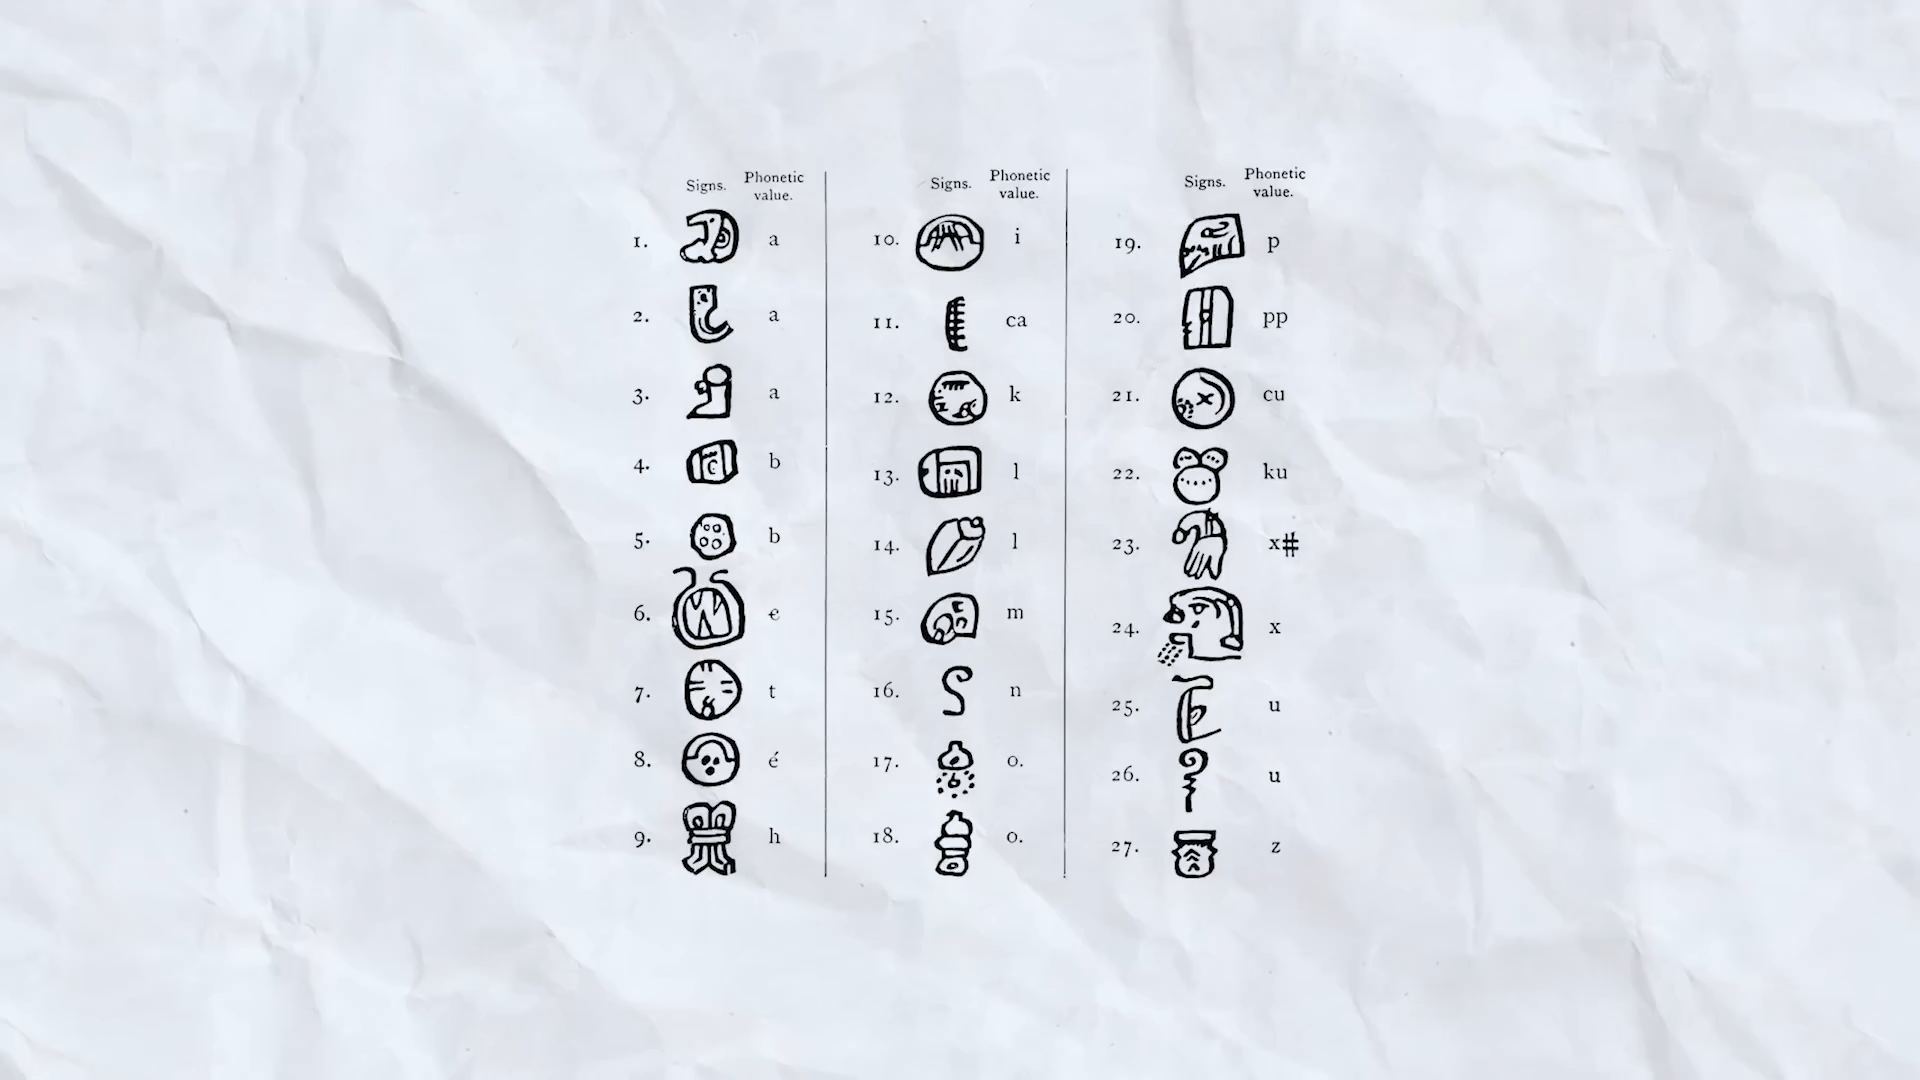 Signs. Phonetic value.
1. a
2. a
3. a
4. b
5. b
6. e
7. t
8. é
9. h
Signs. Phonetic value.
10. i
11. ca
12. k
13. l
14. l
15. m
16. n
17. o.
18. o.
Signs. Phonetic value.
19. p
20. pp
21. cu
22. ku
23. x#
24. x
25. u
26. u
27. z